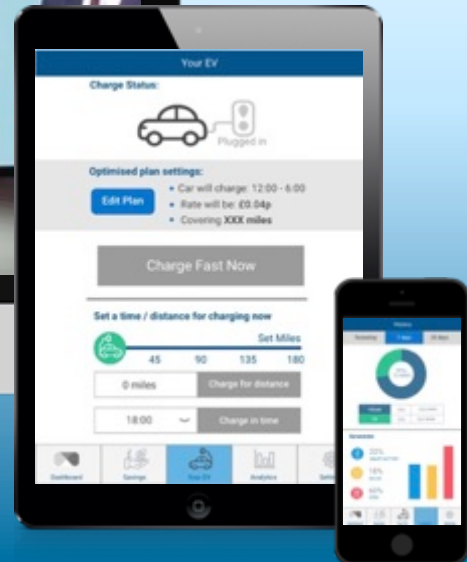 Your EV
Charge Status:
Plugged in
Optimised plan settings:
Edit Plan
• Car will charge: 12:00 - 6:00
• Rate will be: £0.04p
• Covering XXX miles
Charge Fast Now
Set a time / distance for charging now
Set Miles
45 90 135 180
0 miles
Charge for distance
18:00
Charge in time
Dashboard
Savings
Your EV
Analytics
7 days